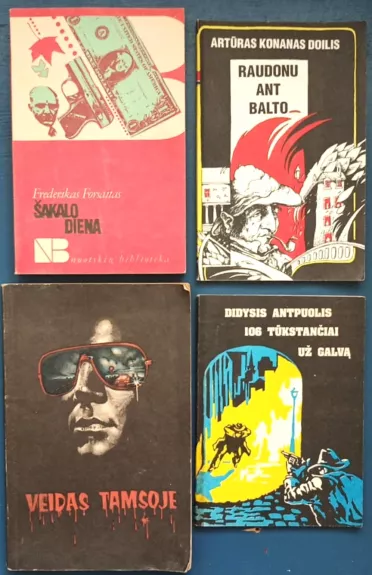 Frederikas Forsaitas
ŠAKALO
DIENA
NB
nuotykių biblioteka
ARTŪRAS KONANAS DOILIS
RAUDONU
ANT
BALTO
VEIDAS TAMSOJE
DIDYSIS ANTPUOLIS
106 TŪKSTANČIAI
UŽ GALVĄ